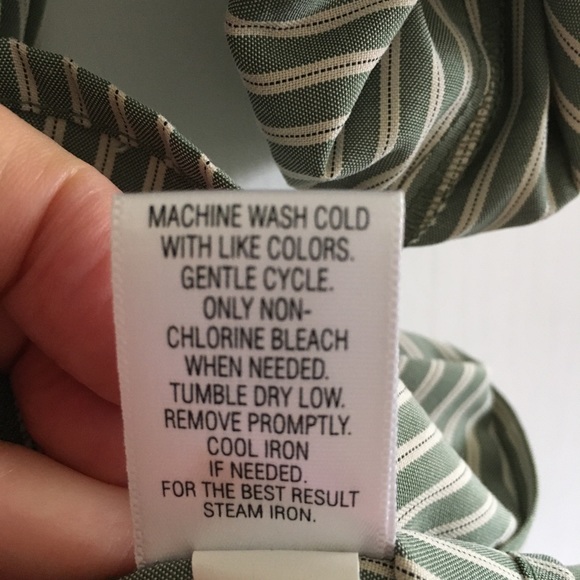 MACHINE WASH COLD
WITH LIKE COLORS.
GENTLE CYCLE.
ONLY NON-
CHLORINE BLEACH
WHEN NEEDED.
TUMBLE DRY LOW.
REMOVE PROMPTLY.
COOL IRON
IF NEEDED.
FOR THE BEST RESULT
STEAM IRON.